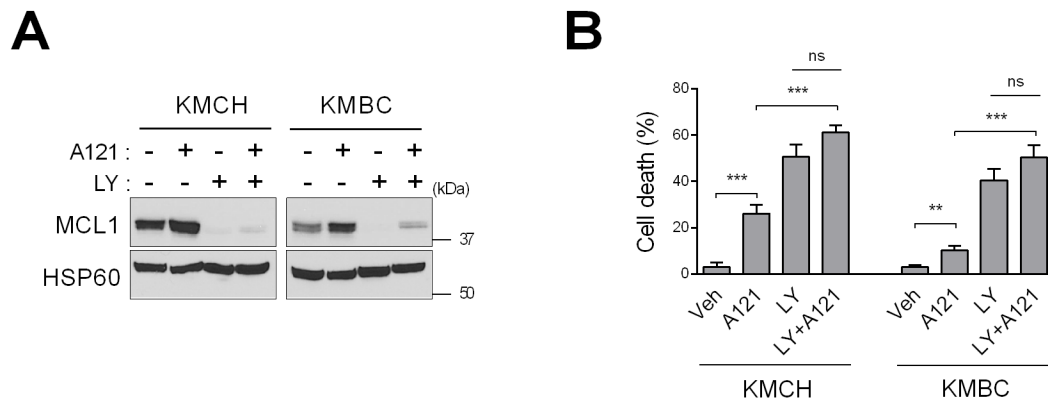 A
KMCH KMBC
A121 : - + - + - + - +
LY : - - + + - - + + (kDa)
MCL1
37
HSP60
50
B
ns
ns
***
***
***
**
Cell death (%)
80
60
40
20
0
Veh A121 LY LY+A121 Veh A121 LY LY+A121
KMCH KMBC